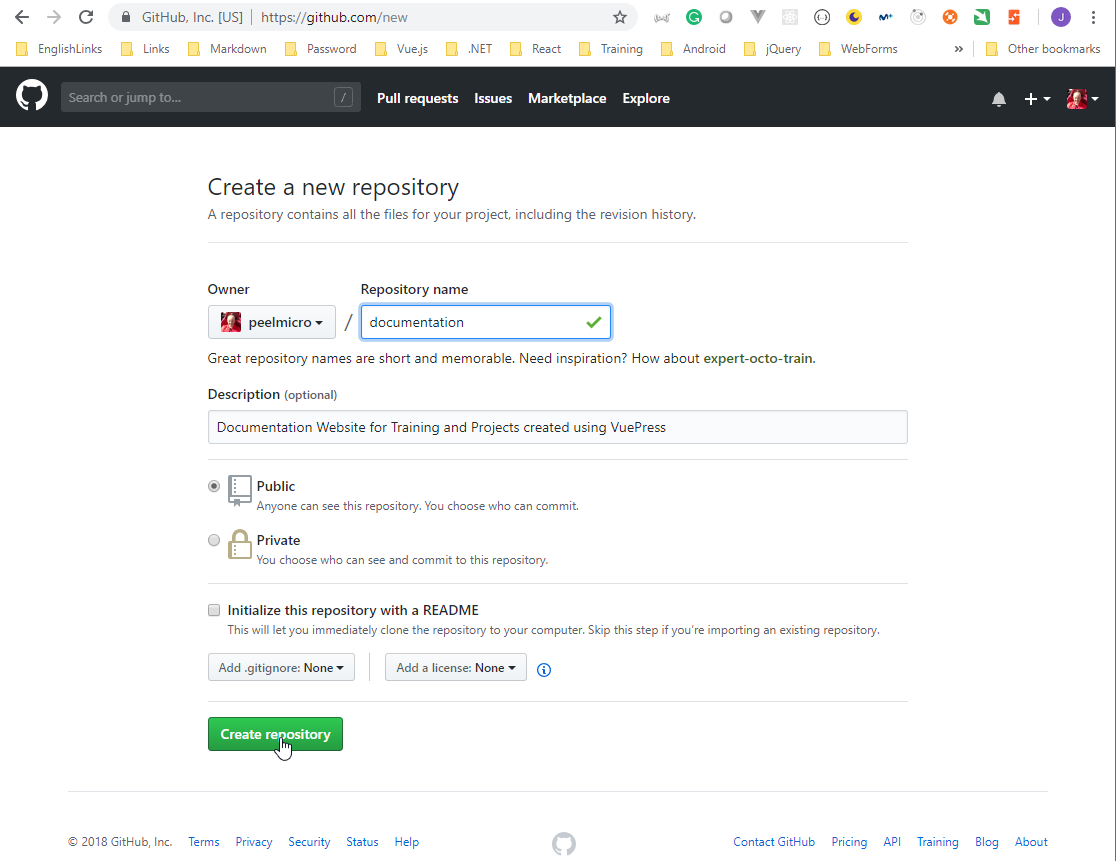 GitHub, Inc. [US] | https://github.com/new
J
EnglishLinks Links Markdown Password Vue.js .NET React Training Android jQuery WebForms » Other bookmarks
Search or jump to... / Pull requests Issues Marketplace Explore
Create a new repository
A repository contains all the files for your project, including the revision history.
Owner Repository name
peelmicro / documentation
Great repository names are short and memorable. Need inspiration? How about expert-octo-train.
Description (optional)
Documentation Website for Training and Projects created using VuePress
Public
Anyone can see this repository. You choose who can commit.
Private
You choose who can see and commit to this repository.
Initialize this repository with a README
This will let you immediately clone the repository to your computer. Skip this step if you're importing an existing repository.
Add .gitignore: None Add a license: None
Create repository
© 2018 GitHub, Inc. Terms Privacy Security Status Help Contact GitHub Pricing API Training Blog About